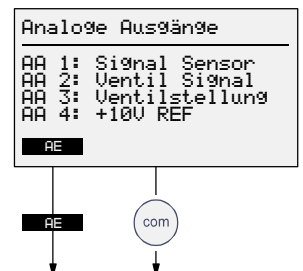 Analoge Ausgänge
AA 1: Signal Sensor
AA 2: Ventil Signal
AA 3: Ventilstellung
AA 4: +10V REF
AE
AE
com